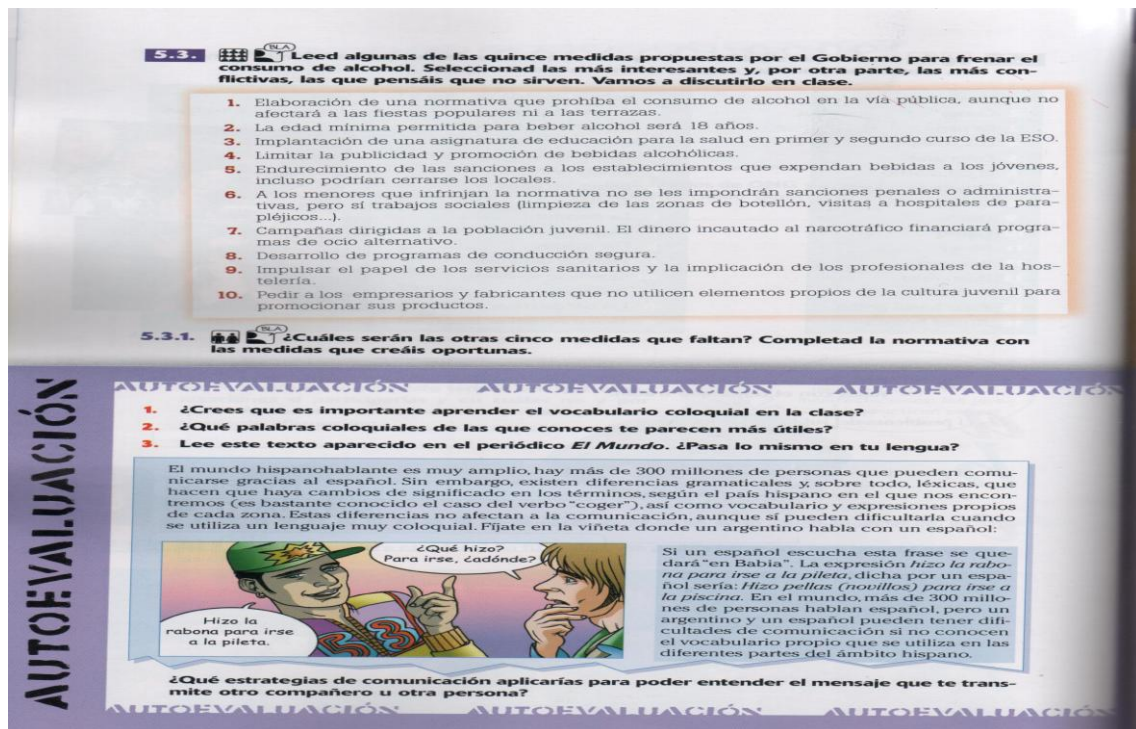 5.3. (BLA) Leed algunas de las quince medidas propuestas por el Gobierno para frenar el
consumo de alcohol. Seleccionad las más interesantes y, por otra parte, las más con-
flictivas, las que pensáis que no sirven. Vamos a discutirlo en clase.
1. Elaboración de una normativa que prohíba el consumo de alcohol en la vía pública, aunque no
afectará a las fiestas populares ni a las terrazas.
2. La edad mínima permitida para beber alcohol será 18 años.
3. Implantación de una asignatura de educación para la salud en primer y segundo curso de la ESO.
4. Limitar la publicidad y promoción de bebidas alcohólicas.
5. Endurecimiento de las sanciones a los establecimientos que expendan bebidas a los jóvenes,
incluso podrían cerrarse los locales.
6. A los menores que infrinjan la normativa no se les impondrán sanciones penales o administra-
tivas, pero sí trabajos sociales (limpieza de las zonas de botellón, visitas a hospitales de para-
pléjicos...).
7. Campañas dirigidas a la población juvenil. El dinero incautado al narcotráfico financiará progra-
mas de ocio alternativo.
8. Desarrollo de programas de conducción segura.
9. Impulsar el papel de los servicios sanitarios y la implicación de los profesionales de la hos-
telería.
10. Pedir a los empresarios y fabricantes que no utilicen elementos propios de la cultura juvenil para
promocionar sus productos.
5.3.1. (BLA) ¿Cuáles serán las otras cinco medidas que faltan? Completad la normativa con
las medidas que creáis oportunas.
AUTOEVALUACIÓN
AUTOEVALUACIÓN AUTOEVALUACIÓN AUTOEVALUACIÓN
1. ¿Crees que es importante aprender el vocabulario coloquial en la clase?
2. ¿Qué palabras coloquiales de las que conoces te parecen más útiles?
3. Lee este texto aparecido en el periódico El Mundo. ¿Pasa lo mismo en tu lengua?
El mundo hispanohablante es muy amplio, hay más de 300 millones de personas que pueden comu-
nicarse gracias al español. Sin embargo, existen diferencias gramaticales y, sobre todo, léxicas, que
hacen que haya cambios de significado en los términos, según el país hispano en el que nos encon-
tremos (es bastante conocido el caso del verbo "coger"), así como vocabulario y expresiones propios
de cada zona. Estas diferencias no afectan a la comunicación, aunque sí pueden dificultarla cuando
se utiliza un lenguaje muy coloquial. Fíjate en la viñeta donde un argentino habla con un español:
¿Qué hizo?
Para irse, ¿adónde?
Hizo la
rabona para irse
a la pileta.
Si un español escucha esta frase se que-
dará "en Babia". La expresión hizo la rabo-
na para irse a la pileta, dicha por un espa-
ñol sería: Hizo pellas (novillos) para irse a
la piscina. En el mundo, más de 300 millo-
nes de personas hablan español, pero un
argentino y un español pueden tener difi-
cultades de comunicación si no conocen
el vocabulario propio que se utiliza en las
diferentes partes del ámbito hispano.
¿Qué estrategias de comunicación aplicarías para poder entender el mensaje que te trans-
mite otro compañero u otra persona?
AUTOEVALUACIÓN AUTOEVALUACIÓN AUTOEVALUACIÓN